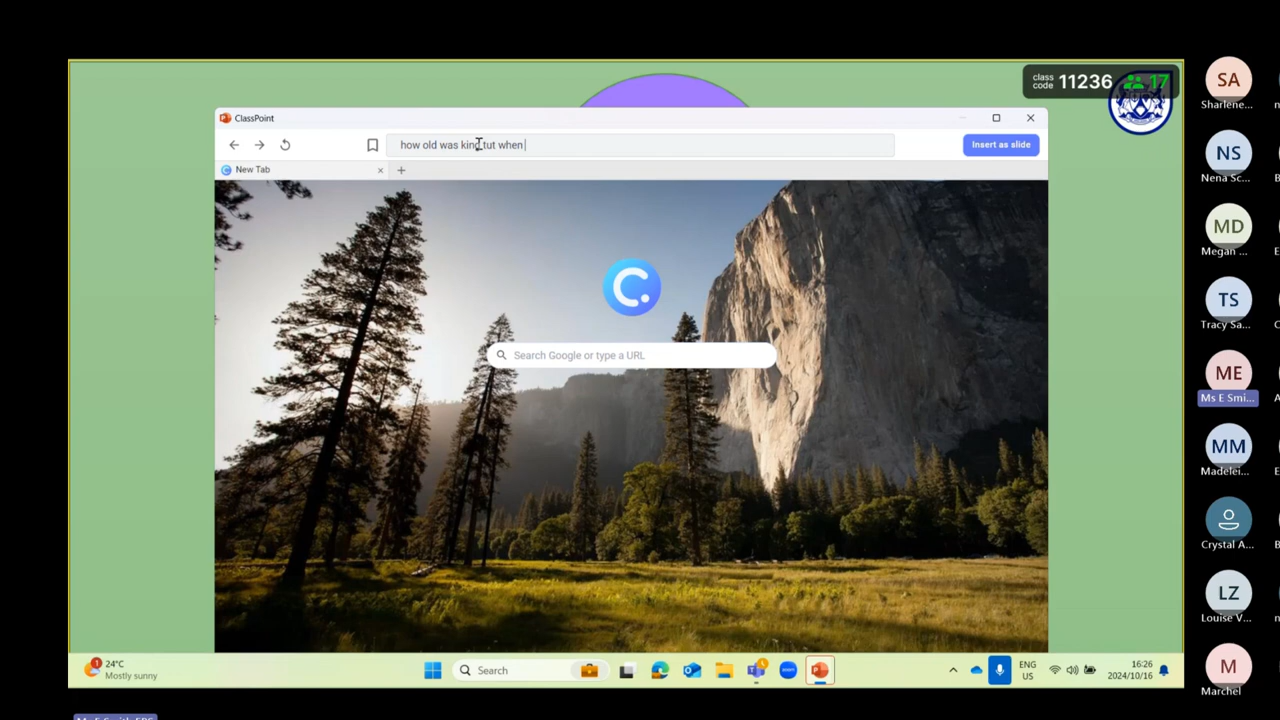 class code 11236 17
SA
Sharlene...
ClassPoint
how old was king tut when
Insert as slide
New Tab
NS
Nena Sc...
MD
Megan ...
TS
Tracy Sa...
Search Google or type a URL
ME
Ms E Smi...
MM
Madelei...
Crystal A...
LZ
Louise V...
M
Marchel
1
24°C
Mostly sunny
Search
ENG
US
16:26
2024/10/16